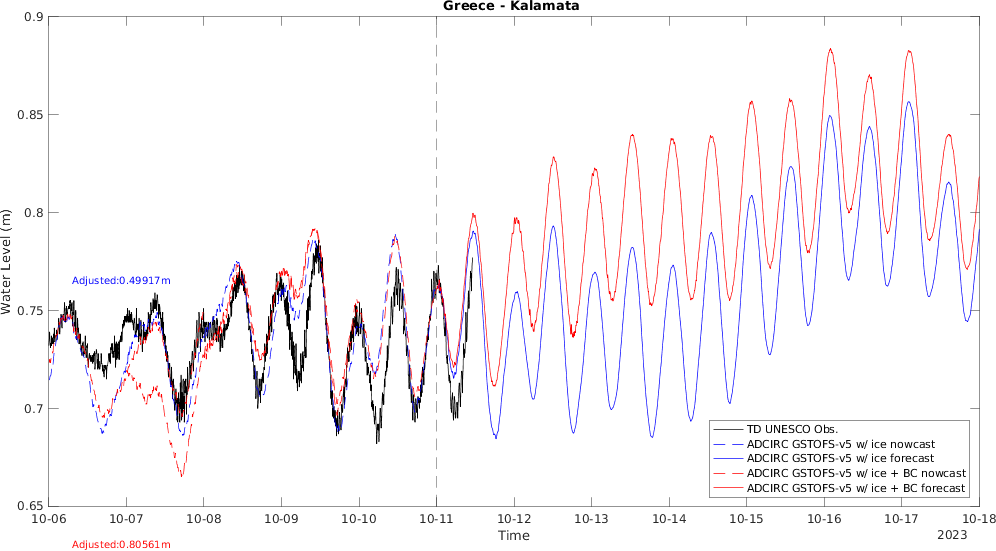 Greece - Kalamata
0.9
0.85
0.8
0.75
0.7
0.65
Water Level (m)
Adjusted:0.49917m
TD UNESCO Obs.
ADCIRC GSTOFS-v5 w/ ice nowcast
ADCIRC GSTOFS-v5 w/ ice forecast
ADCIRC GSTOFS-v5 w/ ice + BC nowcast
ADCIRC GSTOFS-v5 w/ ice + BC forecast
10-06 10-07 10-08 10-09 10-10 10-11 10-12 10-13 10-14 10-15 10-16 10-17 10-18
Time
2023
Adjusted:0.80561m